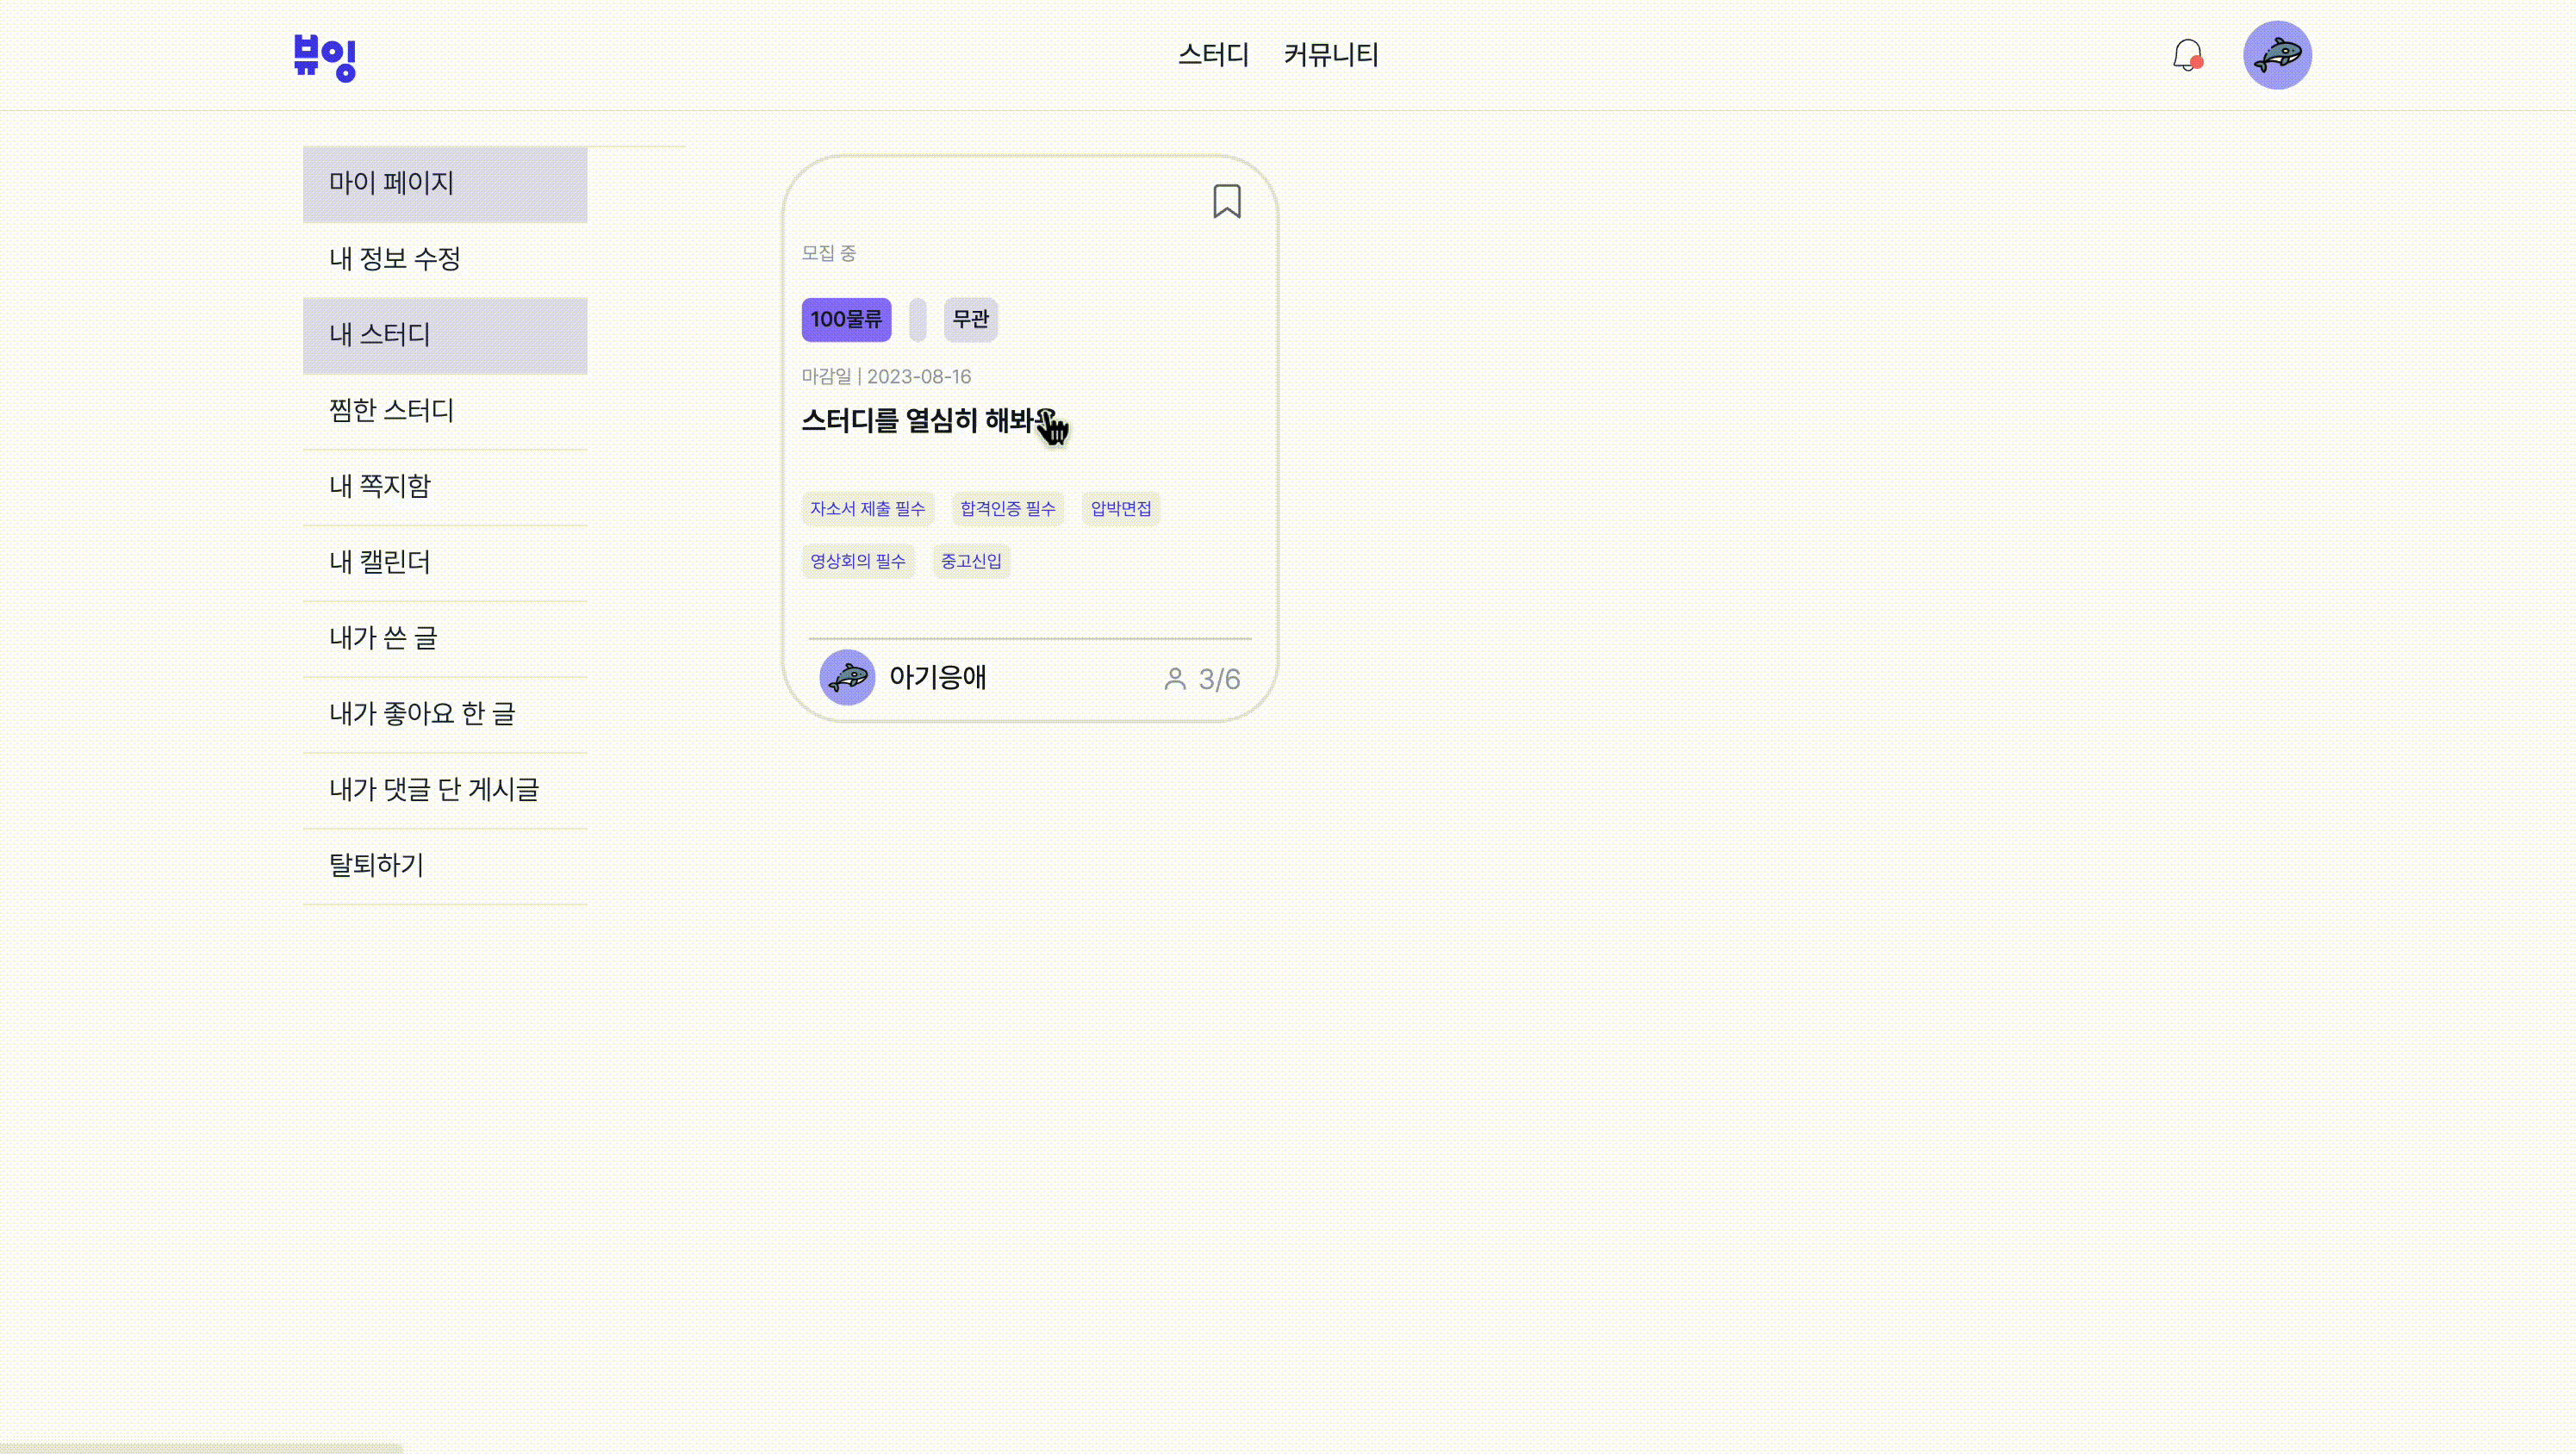 뷰잉
스터디 커뮤니티
마이 페이지
내 정보 수정
내 스터디
찜한 스터디
내 쪽지함
내 캘린더
내가 쓴 글
내가 좋아요 한 글
내가 댓글 단 게시글
탈퇴하기
모집 중
100물류 무관
마감일 | 2023-08-16
스터디를 열심히
자소서 제출 필수 합격인증 필수 압박면접
영상회의 필수 중고신입
아기응애 3/6